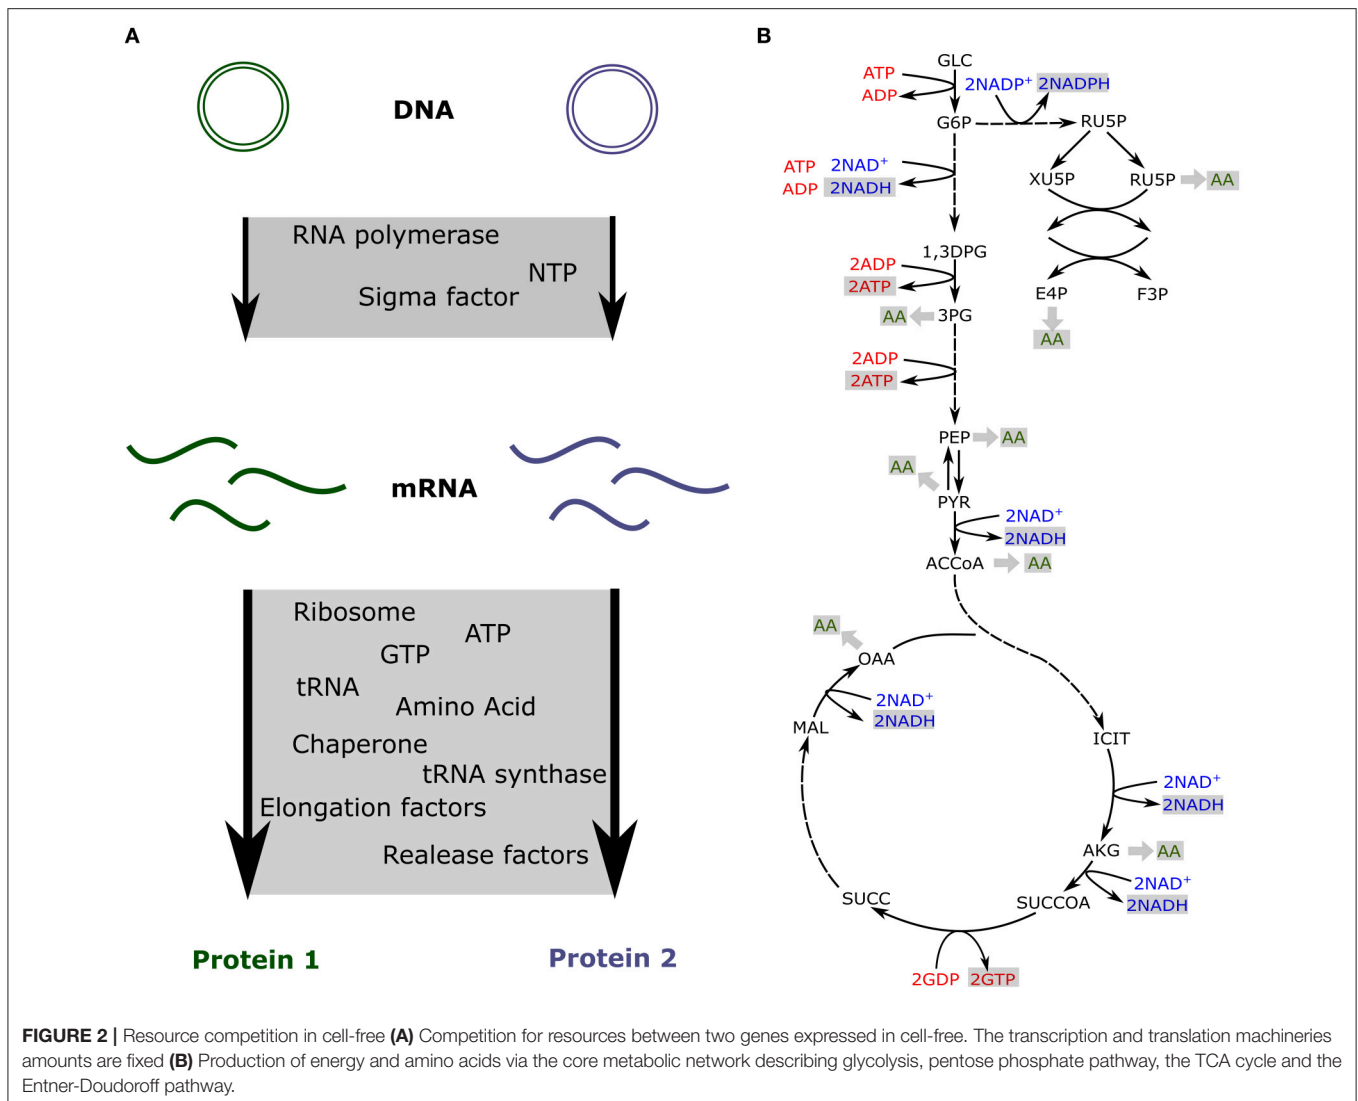 A
DNA
RNA polymerase
NTP
Sigma factor
mRNA
Ribosome
ATP
GTP
tRNA
Amino Acid
Chaperone
tRNA synthase
Elongation factors
Realease factors
Protein 1
Protein 2
B
GLC
ATP
ADP
2NADP⁺ 2NADPH
G6P
RU5P
ATP 2NAD⁺
ADP 2NADH
XU5P
RU5P
AA
1,3DPG
2ADP
2ATP
E4P
F3P
AA
3PG
AA
2ADP
2ATP
PEP
AA
AA
PYR
2NAD⁺
2NADH
ACCoA
AA
AA
OAA
2NAD⁺
2NADH
MAL
ICIT
2NAD⁺
2NADH
AKG
AA
2NAD⁺
2NADH
SUCC
SUCCOA
2GDP
2GTP
FIGURE 2 | Resource competition in cell-free (A) Competition for resources between two genes expressed in cell-free. The transcription and translation machineries
amounts are fixed (B) Production of energy and amino acids via the core metabolic network describing glycolysis, pentose phosphate pathway, the TCA cycle and the
Entner-Doudoroff pathway.